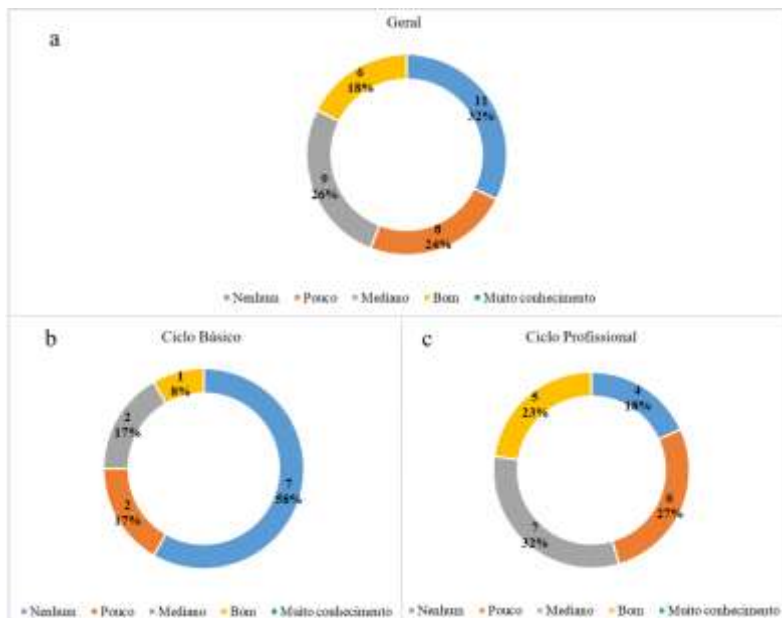 a
Geral
6
18%
11
32%
9
26%
8
24%
Nenhum Pouco Mediano Bom Muito conhecimento
b
Ciclo Básico
1
8%
2
17%
2
17%
7
58%
Nenhum Pouco Mediano Bom Muito conhecimento
c
Ciclo Profissional
5
23%
4
18%
7
32%
6
27%
Nenhum Pouco Mediano Bom Muito conhecimento